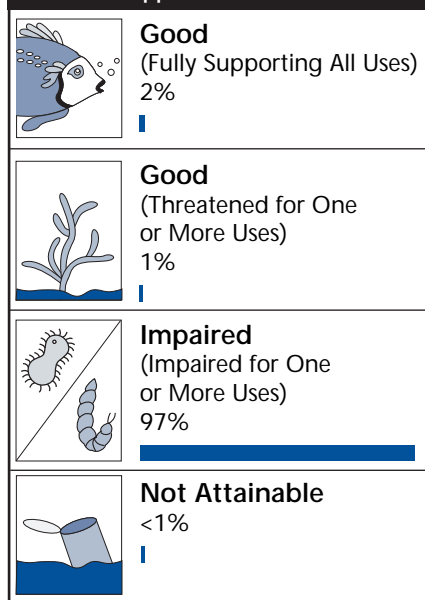 Good
(Fully Supporting All Uses)
2%
Good
(Threatened for One
or More Uses)
1%
Impaired
(Impaired for One
or More Uses)
97%
Not Attainable
<1%